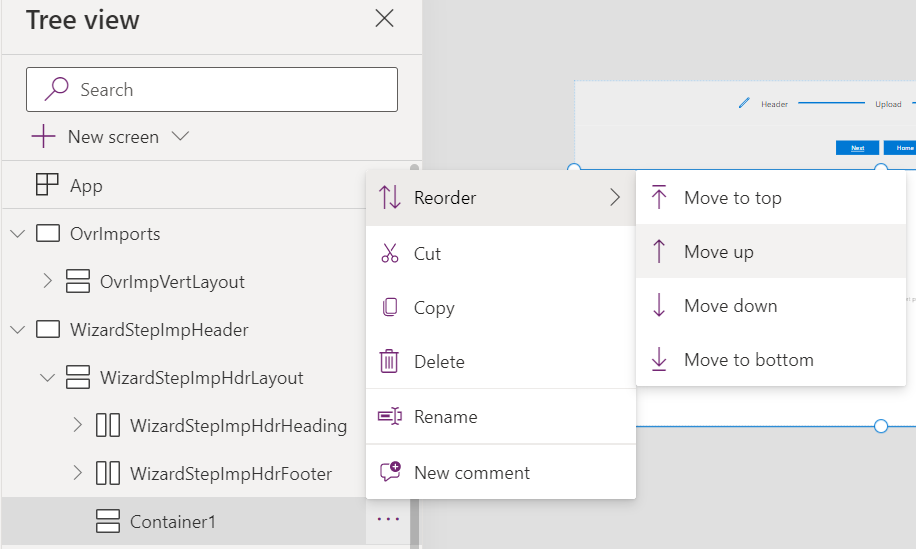 Tree view
Search
New screen
App
OvrImports
OvrImpVertLayout
WizardStepImpHeader
WizardStepImpHdrLayout
WizardStepImpHdrHeading
WizardStepImpHdrFooter
Container1
Reorder
Cut
Copy
Delete
Rename
New comment
Move to top
Move up
Move down
Move to bottom
Header
Upload
Next
Home